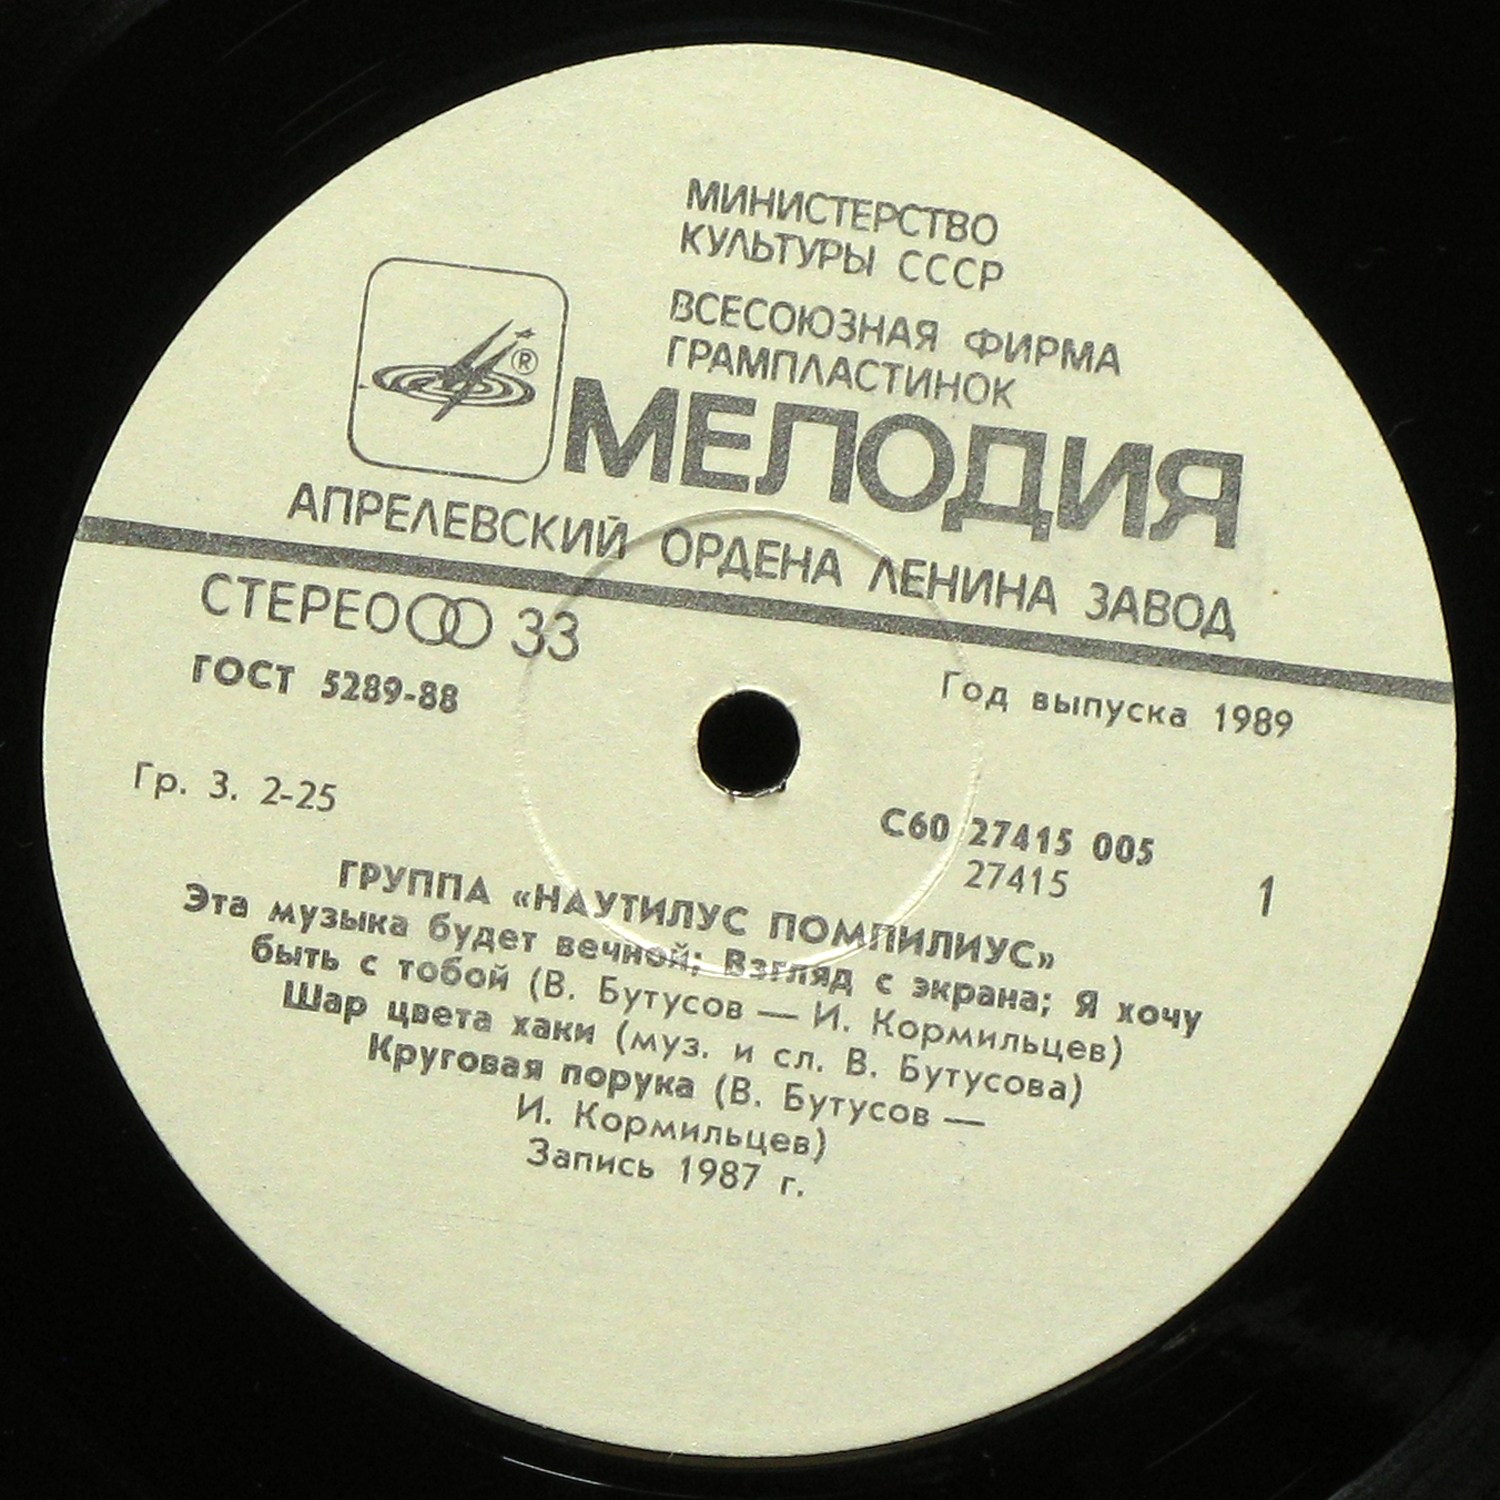 МИНИСТЕРСТВО
КУЛЬТУРЫ СССР
ВСЕСОЮЗНАЯ ФИРМА
ГРАМПЛАСТИНОК
®
МЕЛОДИЯ
АПРЕЛЕВСКИЙ ОРДЕНА ЛЕНИНА ЗАВОД
СТЕРЕО 33
ГОСТ 5289-88
Год выпуска 1989
Гр. 3. 2-25
С60 27415 005
27415
1
ГРУППА «НАУТИЛУС ПОМПИЛИУС»
Эта музыка будет вечной; Взгляд с экрана; Я хочу
быть с тобой (В. Бутусов — И. Кормильцев)
Шар цвета хаки (муз. и сл. В. Бутусова)
Круговая порука (В. Бутусов —
И. Кормильцев)
Запись 1987 г.